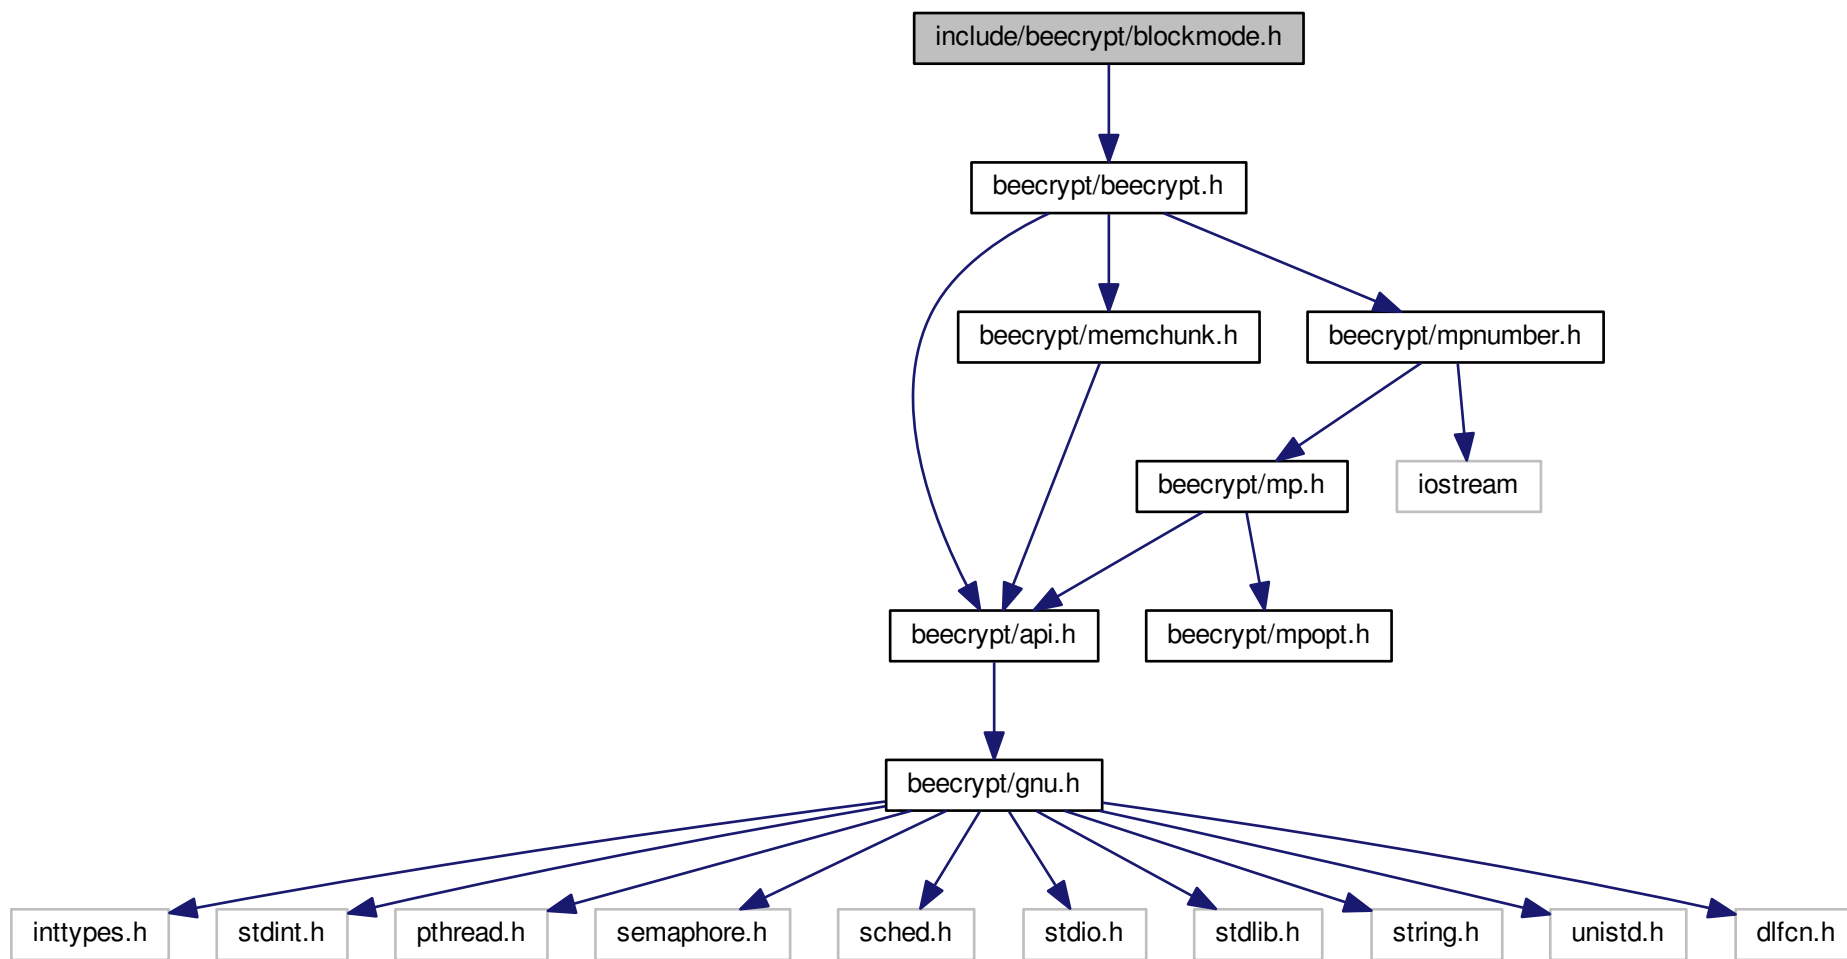 include/beecrypt/blockmode.h
beecrypt/beecrypt.h
beecrypt/memchunk.h
beecrypt/mpnumber.h
beecrypt/mp.h
iostream
beecrypt/api.h
beecrypt/mpopt.h
beecrypt/gnu.h
inttypes.h
stdint.h
pthread.h
semaphore.h
sched.h
stdio.h
stdlib.h
string.h
unistd.h
dlfcn.h